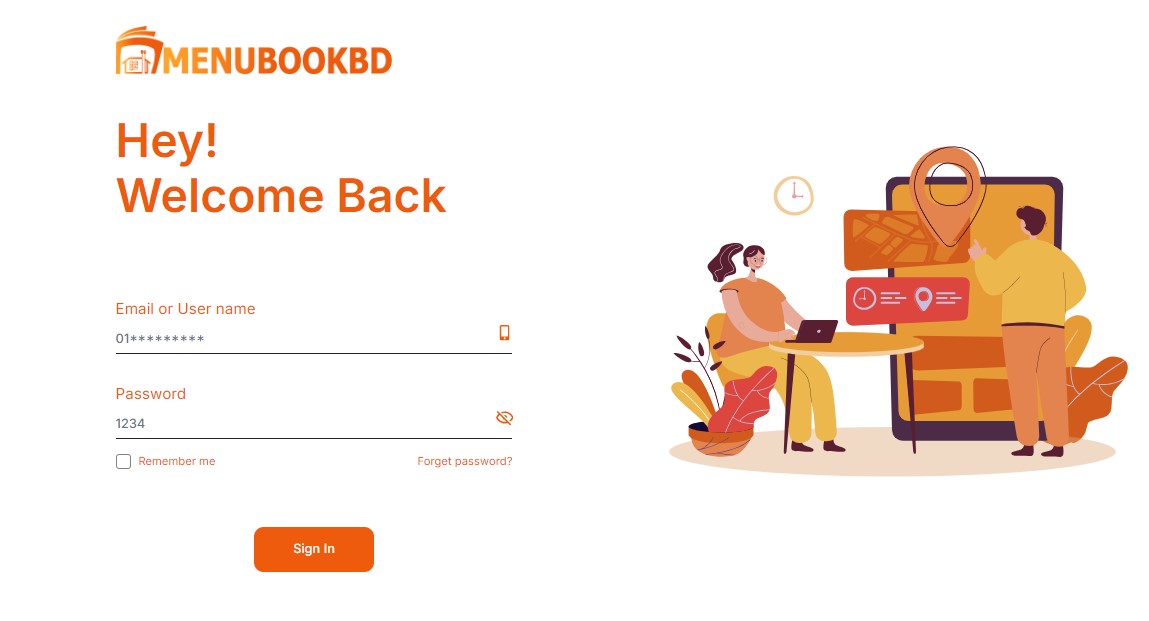 MENUBOOKBD
Hey!
Welcome Back
Email or User name
01*********
Password
1234
Remember me
Forget password?
Sign In